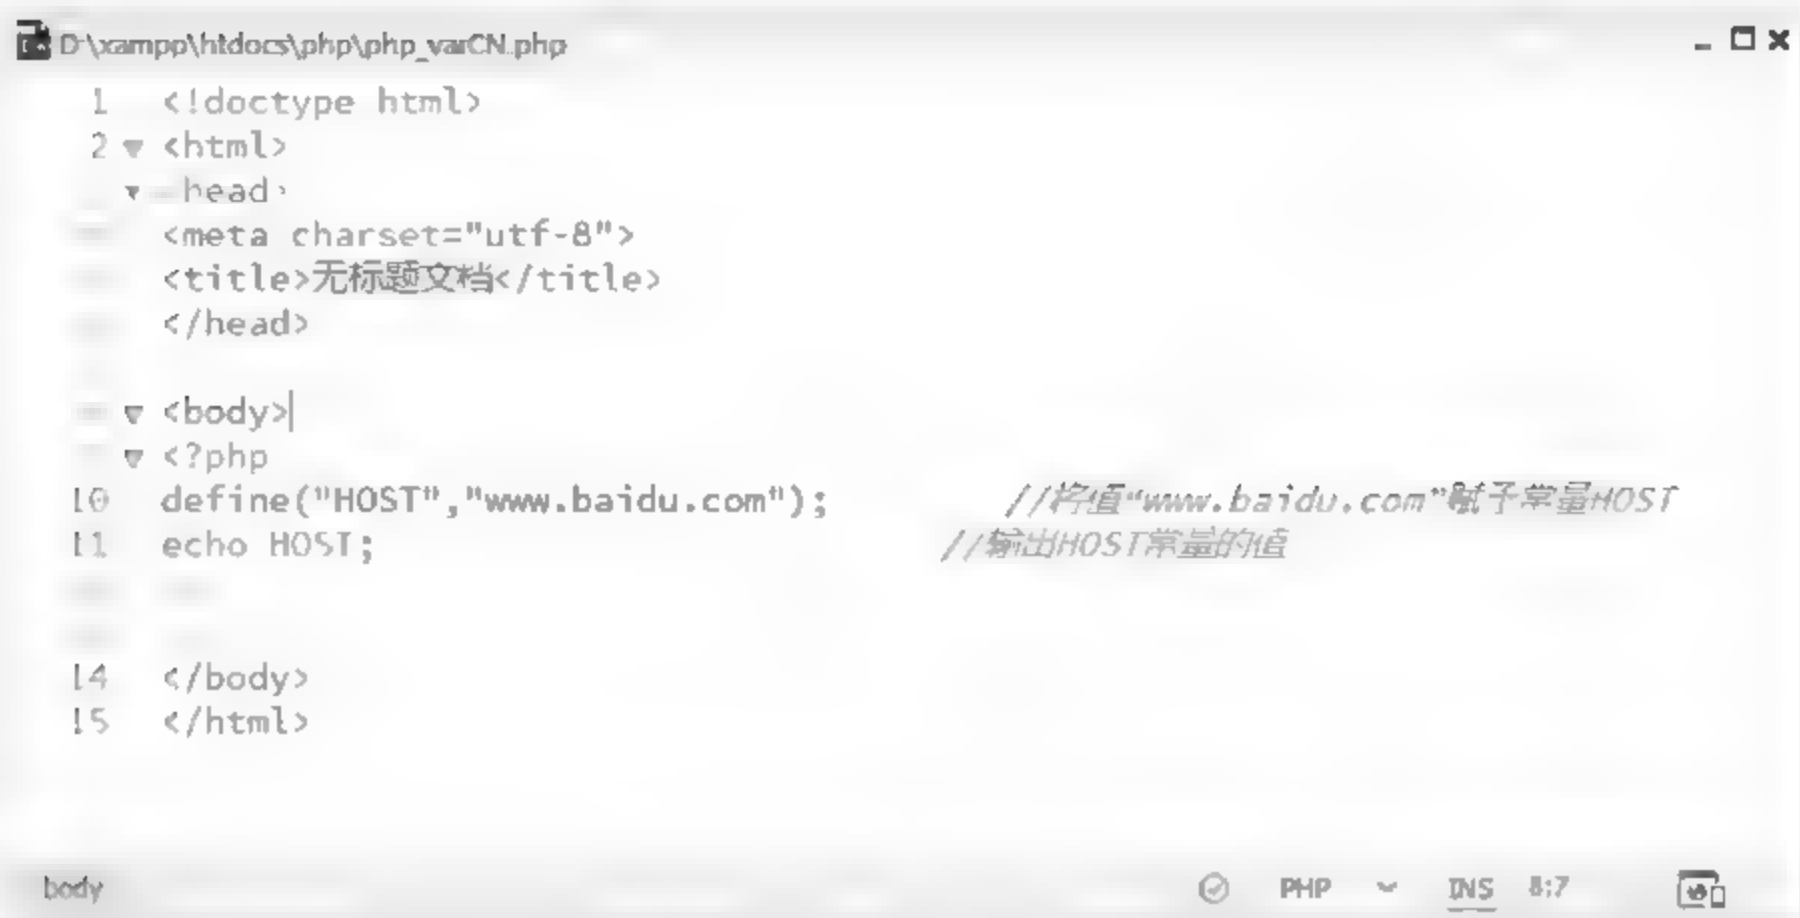 D:\xampp\htdocs\php\php_varCN.php
1 <!doctype html>
2 <html>
head
<meta charset="utf-8">
<title>无标题文档</title>
</head>
<body>
<?php
10 define("HOST","www.baidu.com"); //将值“www.baidu.com”赋予常量HOST
11 echo HOST; //输出HOST常量的值
14 </body>
15 </html>
body PHP INS 8:7